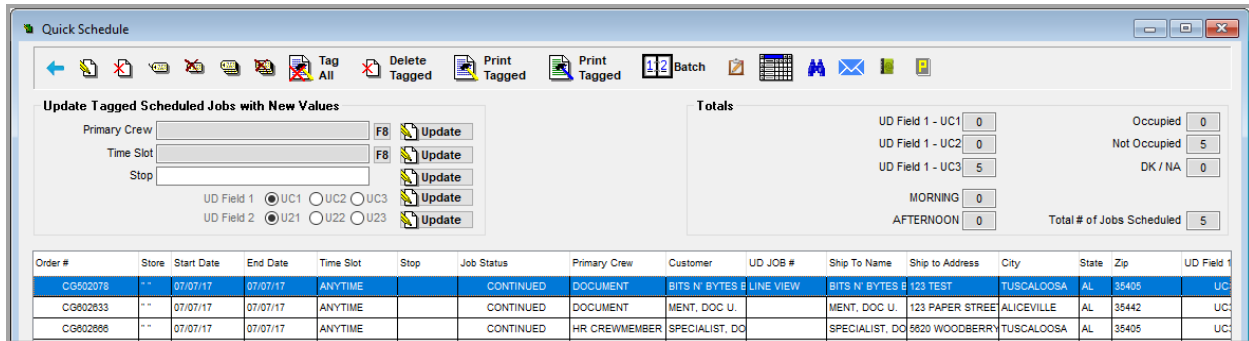 Quick Schedule
Tag All
Delete Tagged
Print Tagged
Print Tagged
1 2 Batch
Update Tagged Scheduled Jobs with New Values
Primary Crew F8 Update
Time Slot F8 Update
Stop Update
UD Field 1 UC1 UC2 UC3 Update
UD Field 2 U21 U22 U23 Update
Totals
UD Field 1 - UC1 0 Occupied 0
UD Field 1 - UC2 0 Not Occupied 5
UD Field 1 - UC3 5 DK / NA 0
MORNING 0
AFTERNOON 0 Total # of Jobs Scheduled 5
Order # Store Start Date End Date Time Slot Stop Job Status Primary Crew Customer UD JOB # Ship To Name Ship to Address City State Zip UD Field 1
CG502078 " " 07/07/17 07/07/17 ANYTIME CONTINUED DOCUMENT BITS N' BYTES E LINE VIEW BITS N' BYTES E 123 TEST TUSCALOOSA AL 35405 UC
CG602633 " " 07/07/17 07/07/17 ANYTIME CONTINUED DOCUMENT MENT, DOC U. MENT, DOC U. 123 PAPER STREE ALICEVILLE AL 35442 UC
CG602666 " " 07/07/17 07/07/17 ANYTIME CONTINUED HR CREWMEMBER SPECIALIST, DO SPECIALIST, DO 5620 WOODBERRY TUSCALOOSA AL 35405 UC